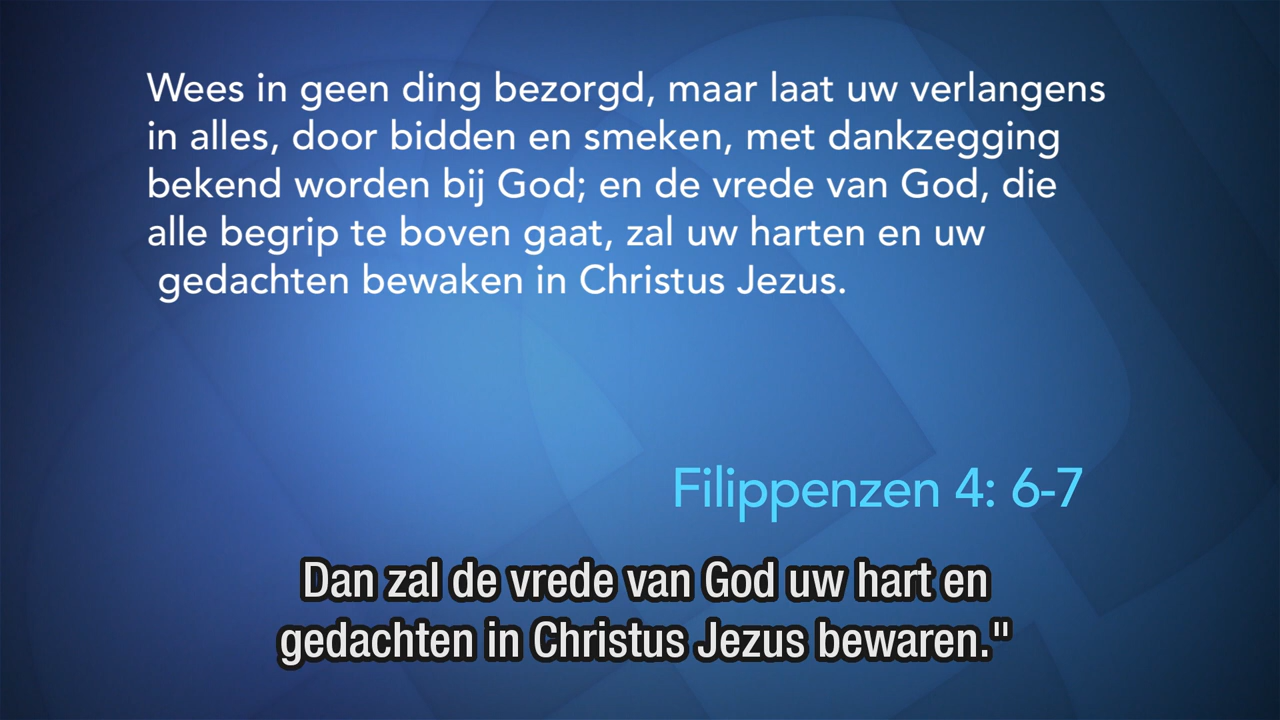 Wees in geen ding bezorgd, maar laat uw verlangens
in alles, door bidden en smeken, met dankzegging
bekend worden bij God; en de vrede van God, die
alle begrip te boven gaat, zal uw harten en uw
gedachten bewaken in Christus Jezus.
Filippenzen 4: 6-7
Dan zal de vrede van God uw hart en
gedachten in Christus Jezus bewaren."